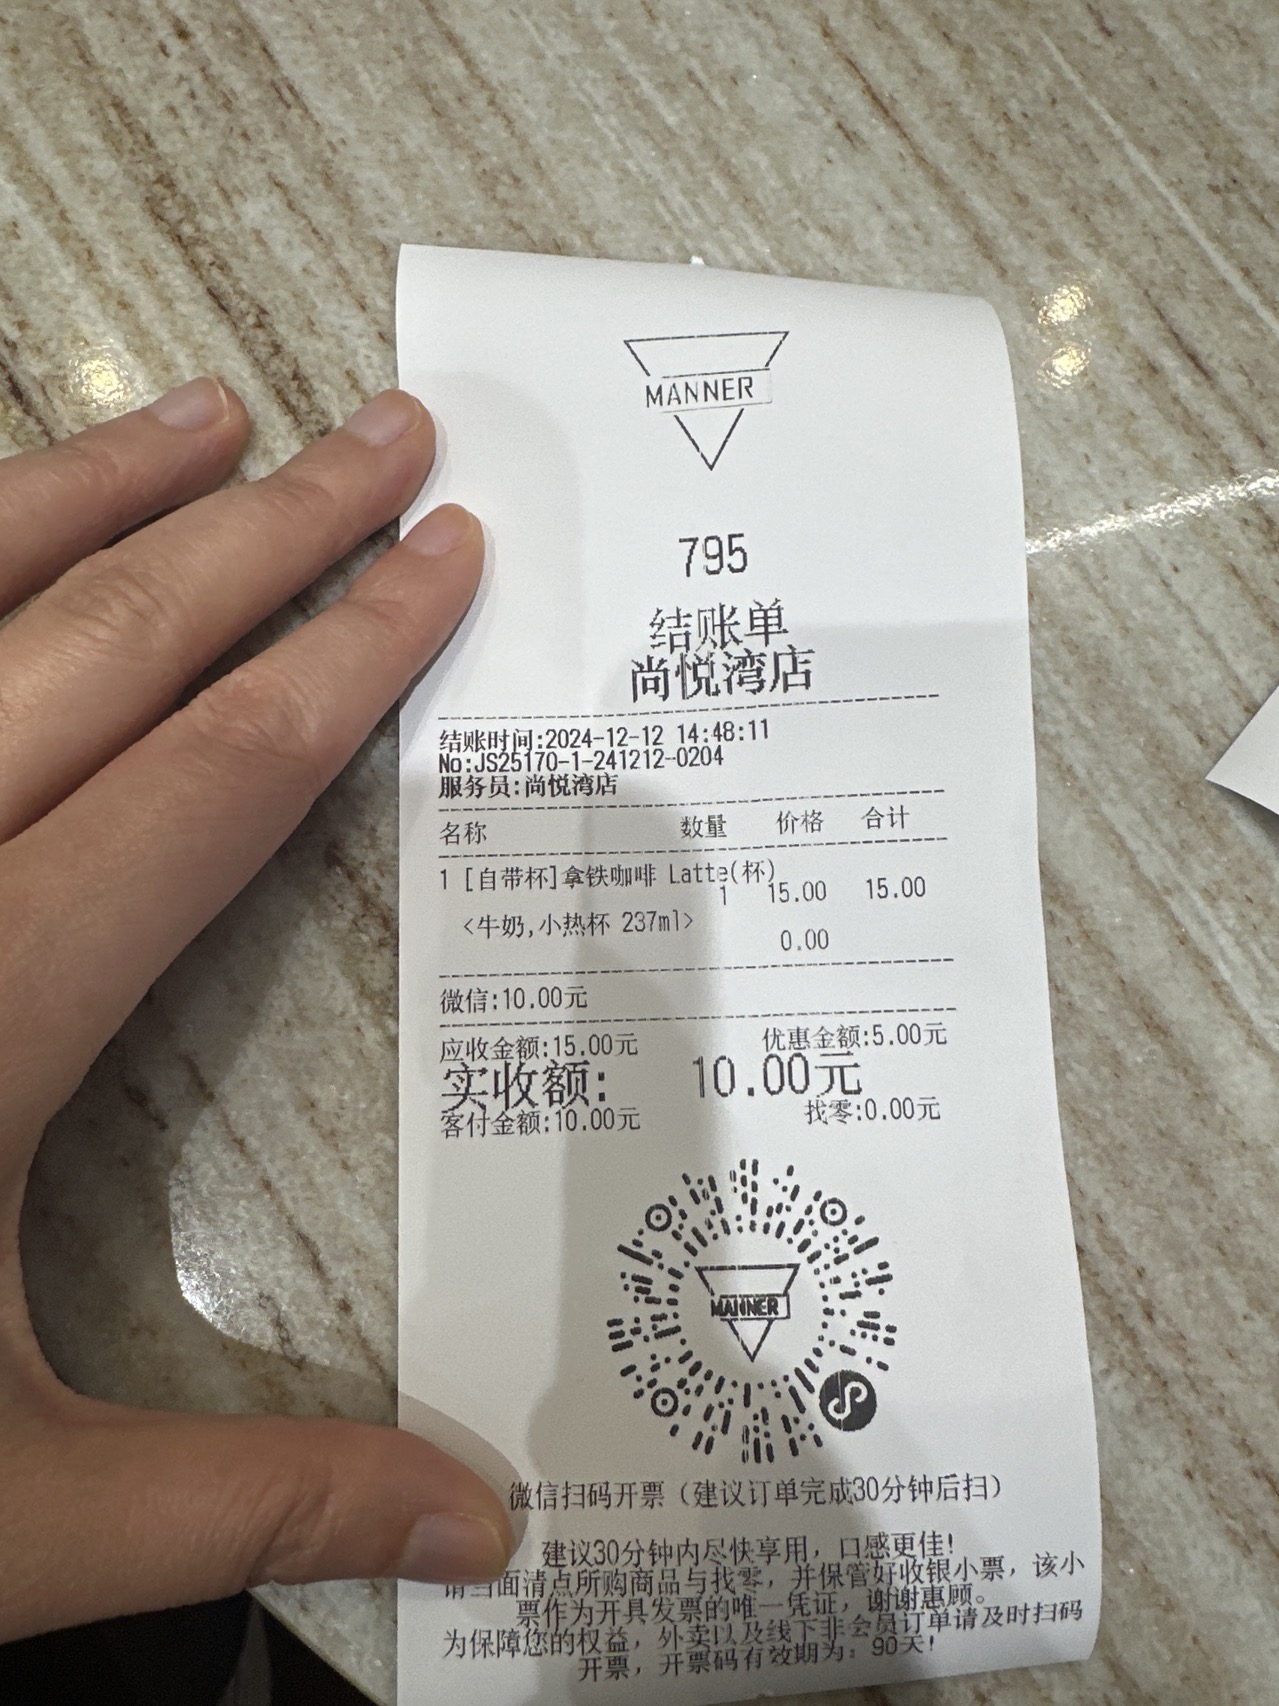 MANNER
795
结账单
尚悦湾店
结账时间:2024-12-12 14:48:11
No:JS25170-1-241212-0204
服务员:尚悦湾店
名称 数量 价格 合计
1 [自带杯]拿铁咖啡 Latte(杯)
1 15.00 15.00
<牛奶,小热杯 237ml>
0.00
微信:10.00元
应收金额:15.00元 优惠金额:5.00元
实收额: 10.00元
客付金额:10.00元 找零:0.00元
MANNER
微信扫码开票（建议订单完成30分钟后扫）
建议30分钟内尽快享用，口感更佳!
请当面清点所购商品与找零，并保管好收银小票，该小
票作为开具发票的唯一凭证，谢谢惠顾。
为保障您的权益，外卖以及线下非会员订单请及时扫码
开票，开票码有效期为：90天!